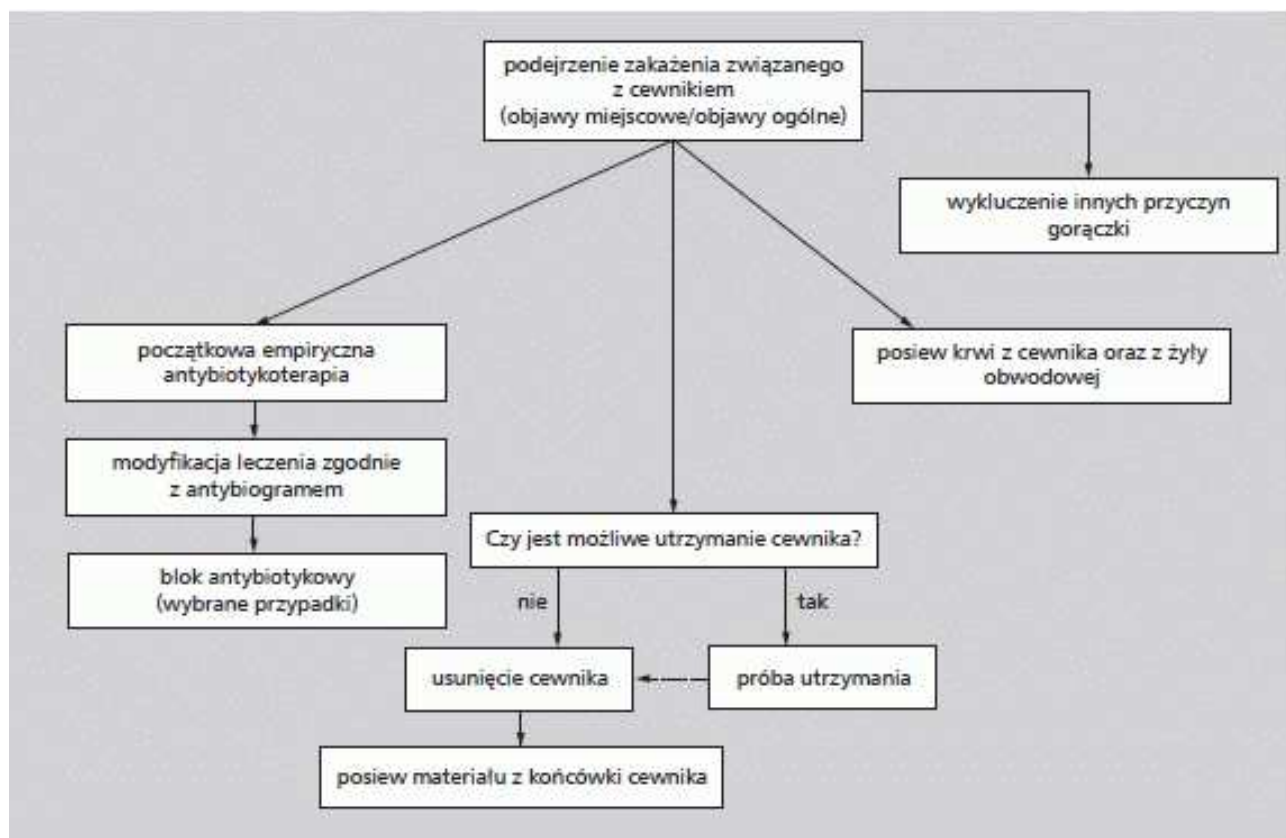 podejrzenie zakażenia związanego
z cewnikiem
(objawy miejscowe/objawy ogólne)
wykluczenie innych przyczyn
gorączki
początkowa empiryczna
antybiotykoterapia
posiew krwi z cewnika oraz z żyły
obwodowej
modyfikacja leczenia zgodnie
z antybiogramem
blok antybiotykowy
(wybrane przypadki)
Czy jest możliwe utrzymanie cewnika?
nie
tak
usunięcie cewnika
próba utrzymania
posiew materiału z końcówki cewnika